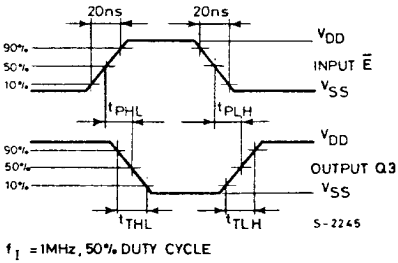 20ns 20ns
90% VDD
50% INPUT E̅
10% VSS
tPHL tPLH
90% VDD
50% OUTPUT Q3
10% VSS
tTHL tTLH
S-2245
fI = 1MHz, 50% DUTY CYCLE